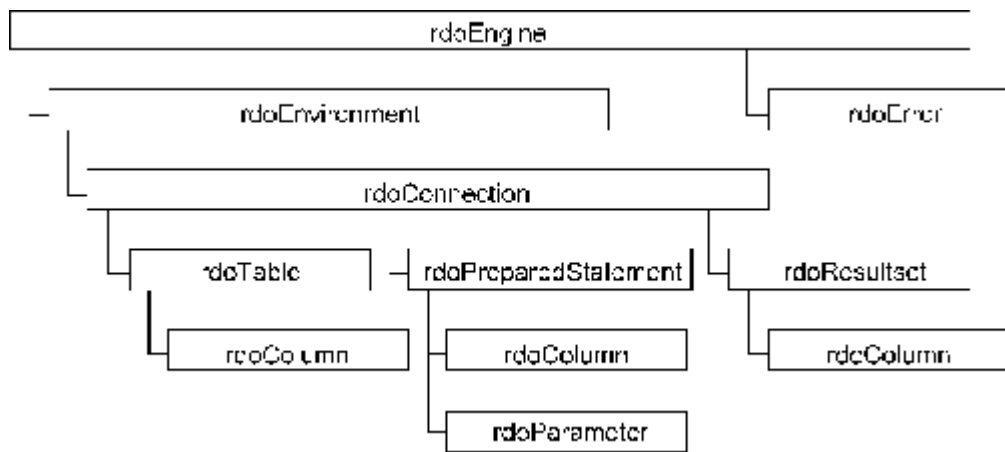 rdoEngine
rdoEnvironment
rdoError
rdoConnection
rdoTable
rdoPreparedStatement
rdoResultset
rdoColumn
rdoColumn
rdoColumn
rdoParameter